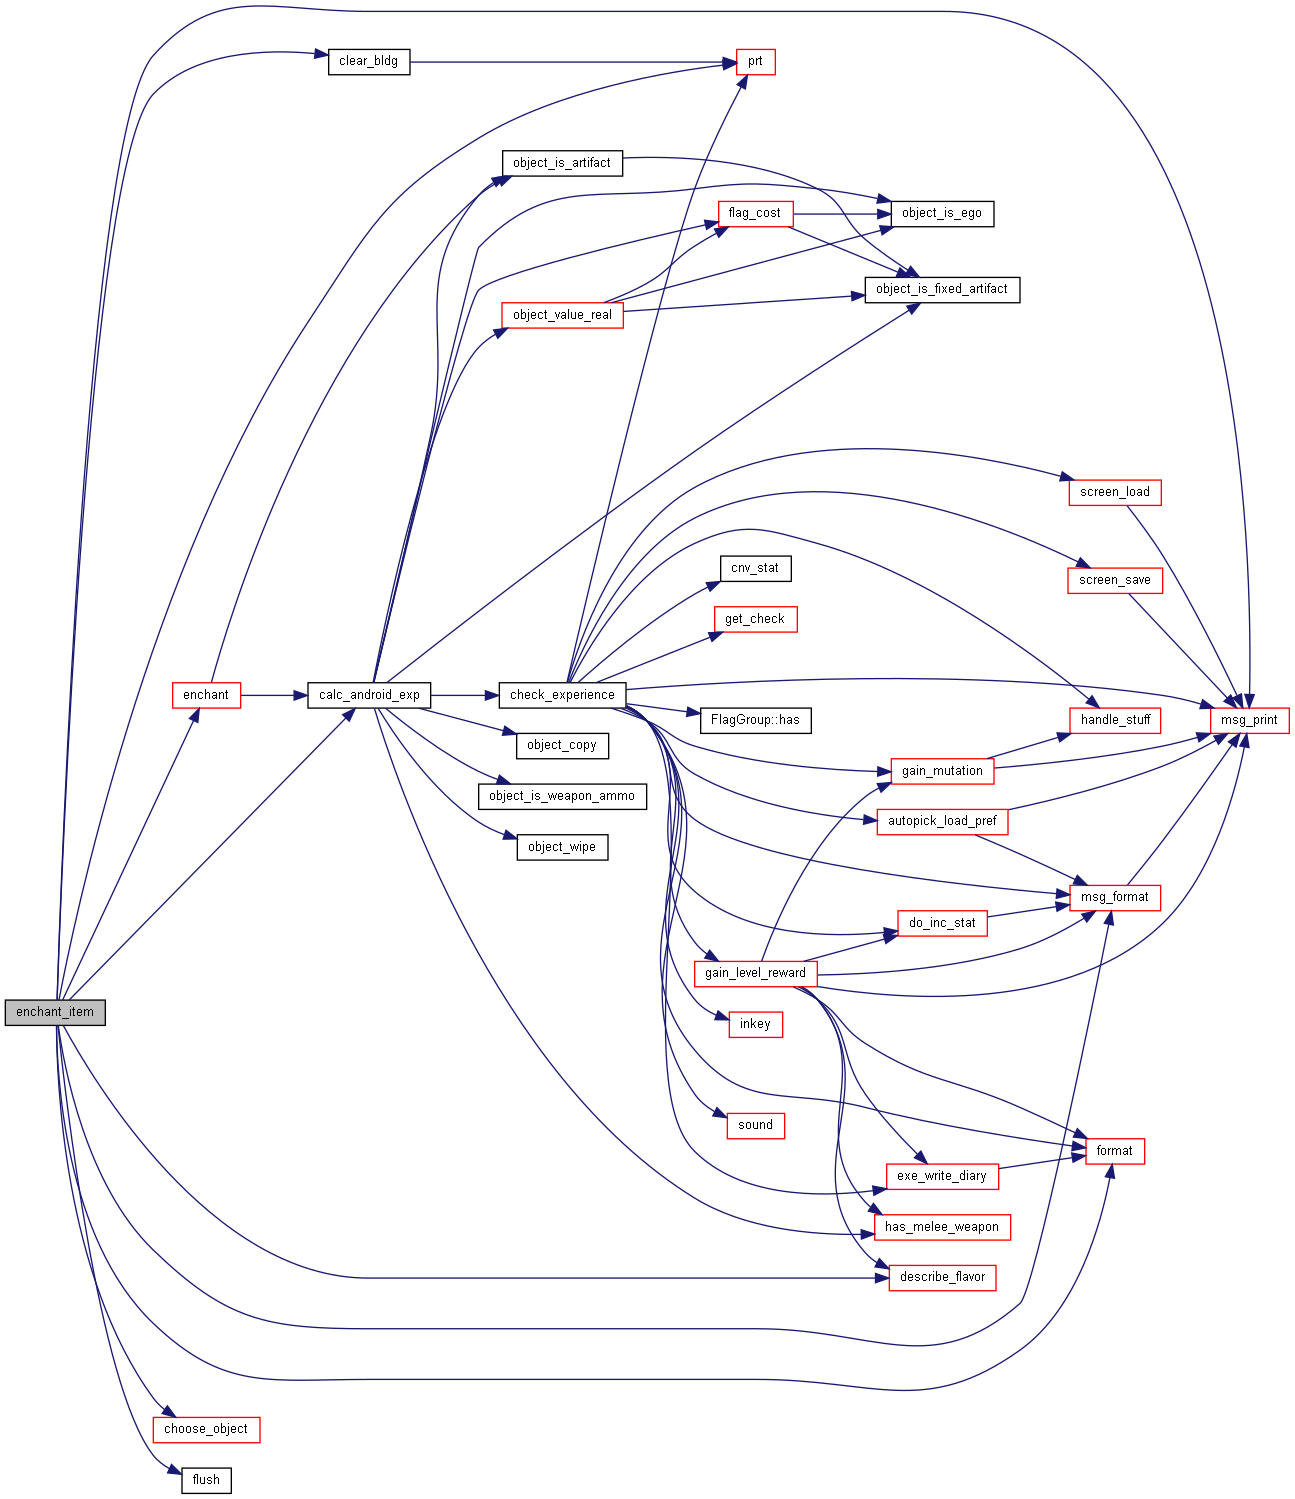 clear_bldg
prt
object_is_artifact
flag_cost
object_is_ego
object_is_fixed_artifact
object_value_real
screen_load
cnv_stat
screen_save
get_check
enchant
calc_android_exp
check_experience
FlagGroup::has
handle_stuff
msg_print
object_copy
gain_mutation
object_is_weapon_ammo
autopick_load_pref
object_wipe
msg_format
do_inc_stat
gain_level_reward
enchant_item
inkey
sound
format
exe_write_diary
has_melee_weapon
describe_flavor
choose_object
flush